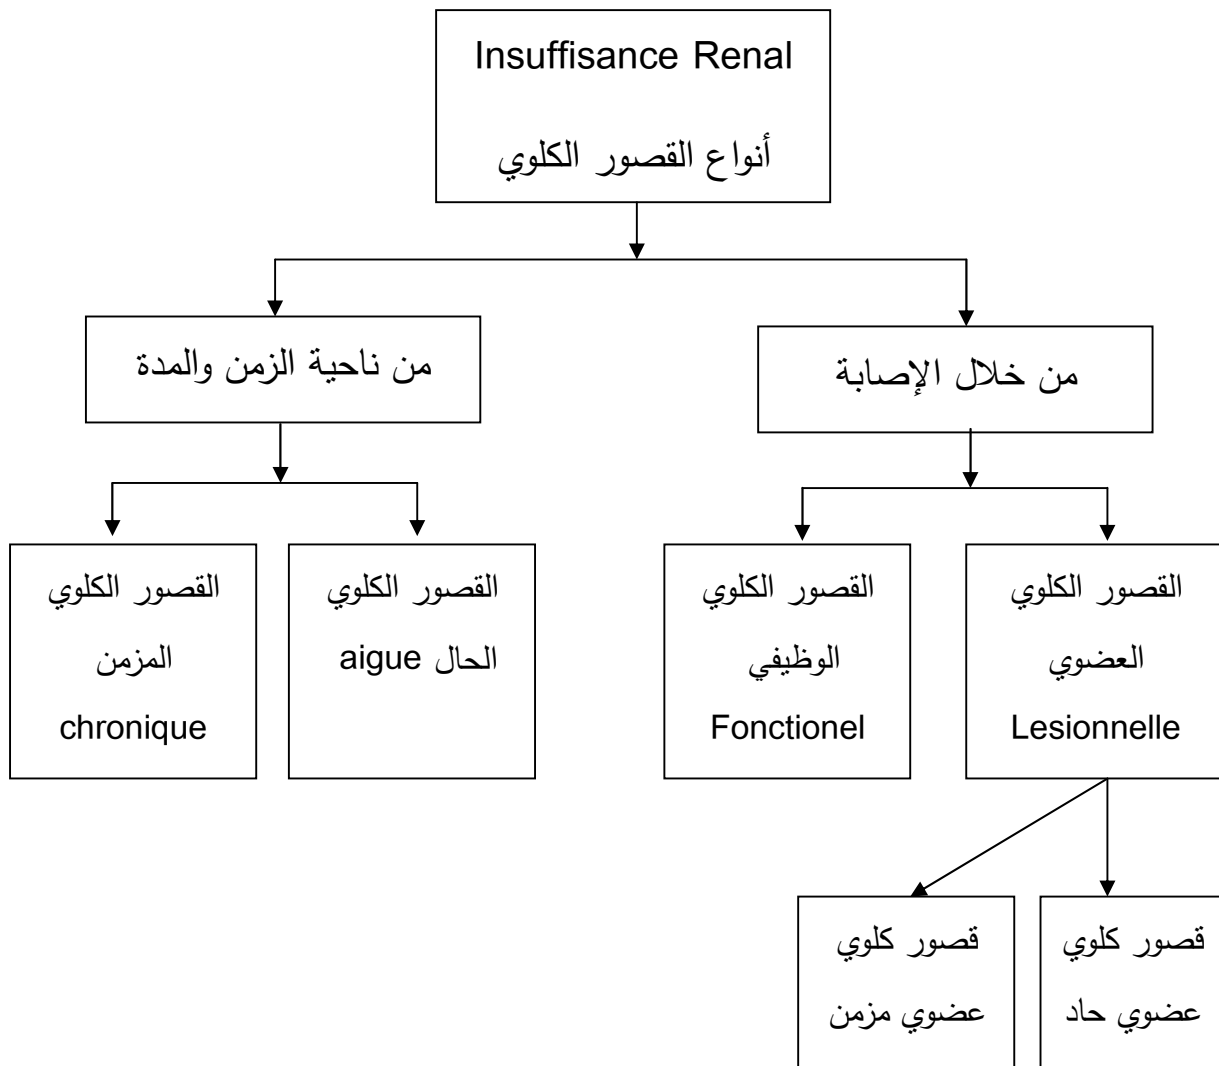 Insuffisance Renal
أنواع القصور الكلوي
من خلال الإصابة
من ناحية الزمن والمدة
القصور الكلوي
العضوي
Lesionnelle
القصور الكلوي
الوظيفي
Fonctionel
القصور الكلوي
الحال aigue
القصور الكلوي
المزمن
chronique
قصور كلوي
عضوي حاد
قصور كلوي
عضوي مزمن